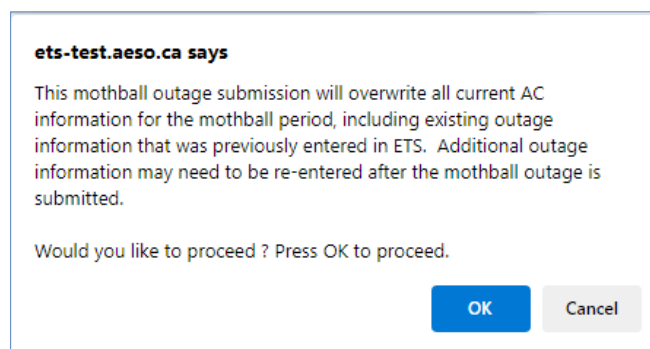 ets-test.aeso.ca says
This mothball outage submission will overwrite all current AC
information for the mothball period, including existing outage
information that was previously entered in ETS.  Additional outage
information may need to be re-entered after the mothball outage is
submitted.
Would you like to proceed ? Press OK to proceed.
OK
Cancel